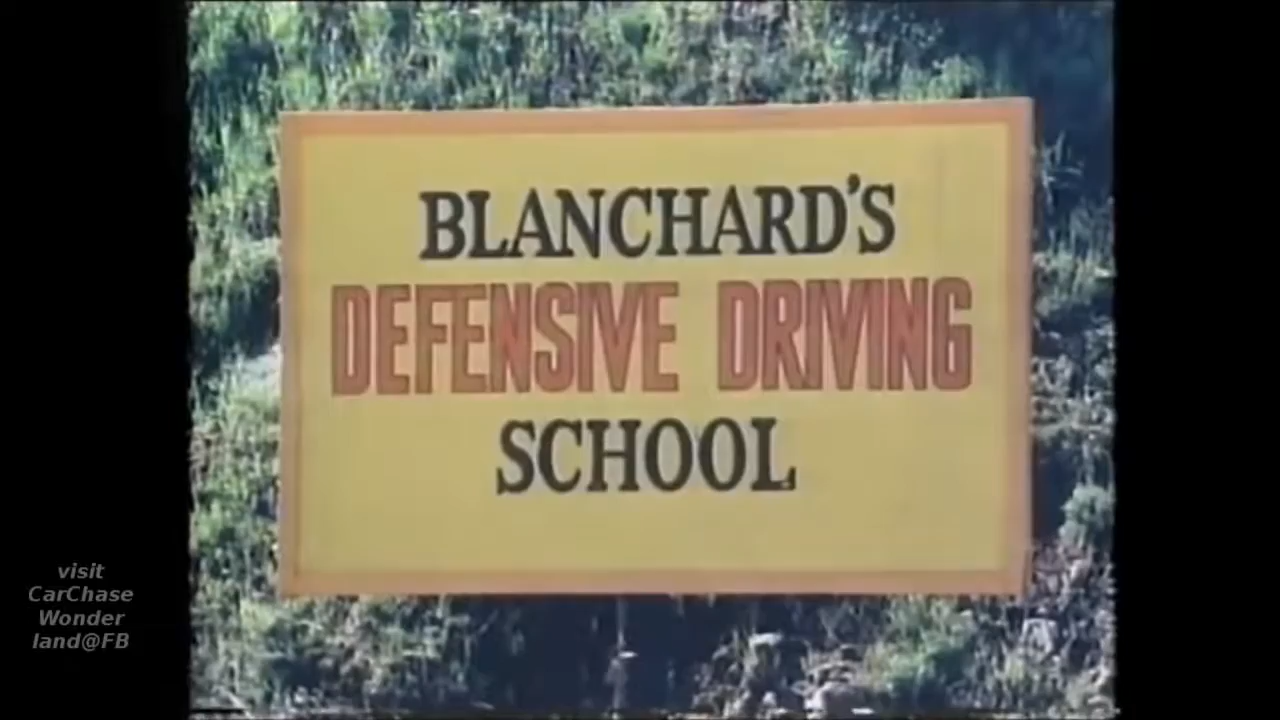 BLANCHARD'S
DEFENSIVE DRIVING
SCHOOL
visit
CarChase
Wonder
land@FB